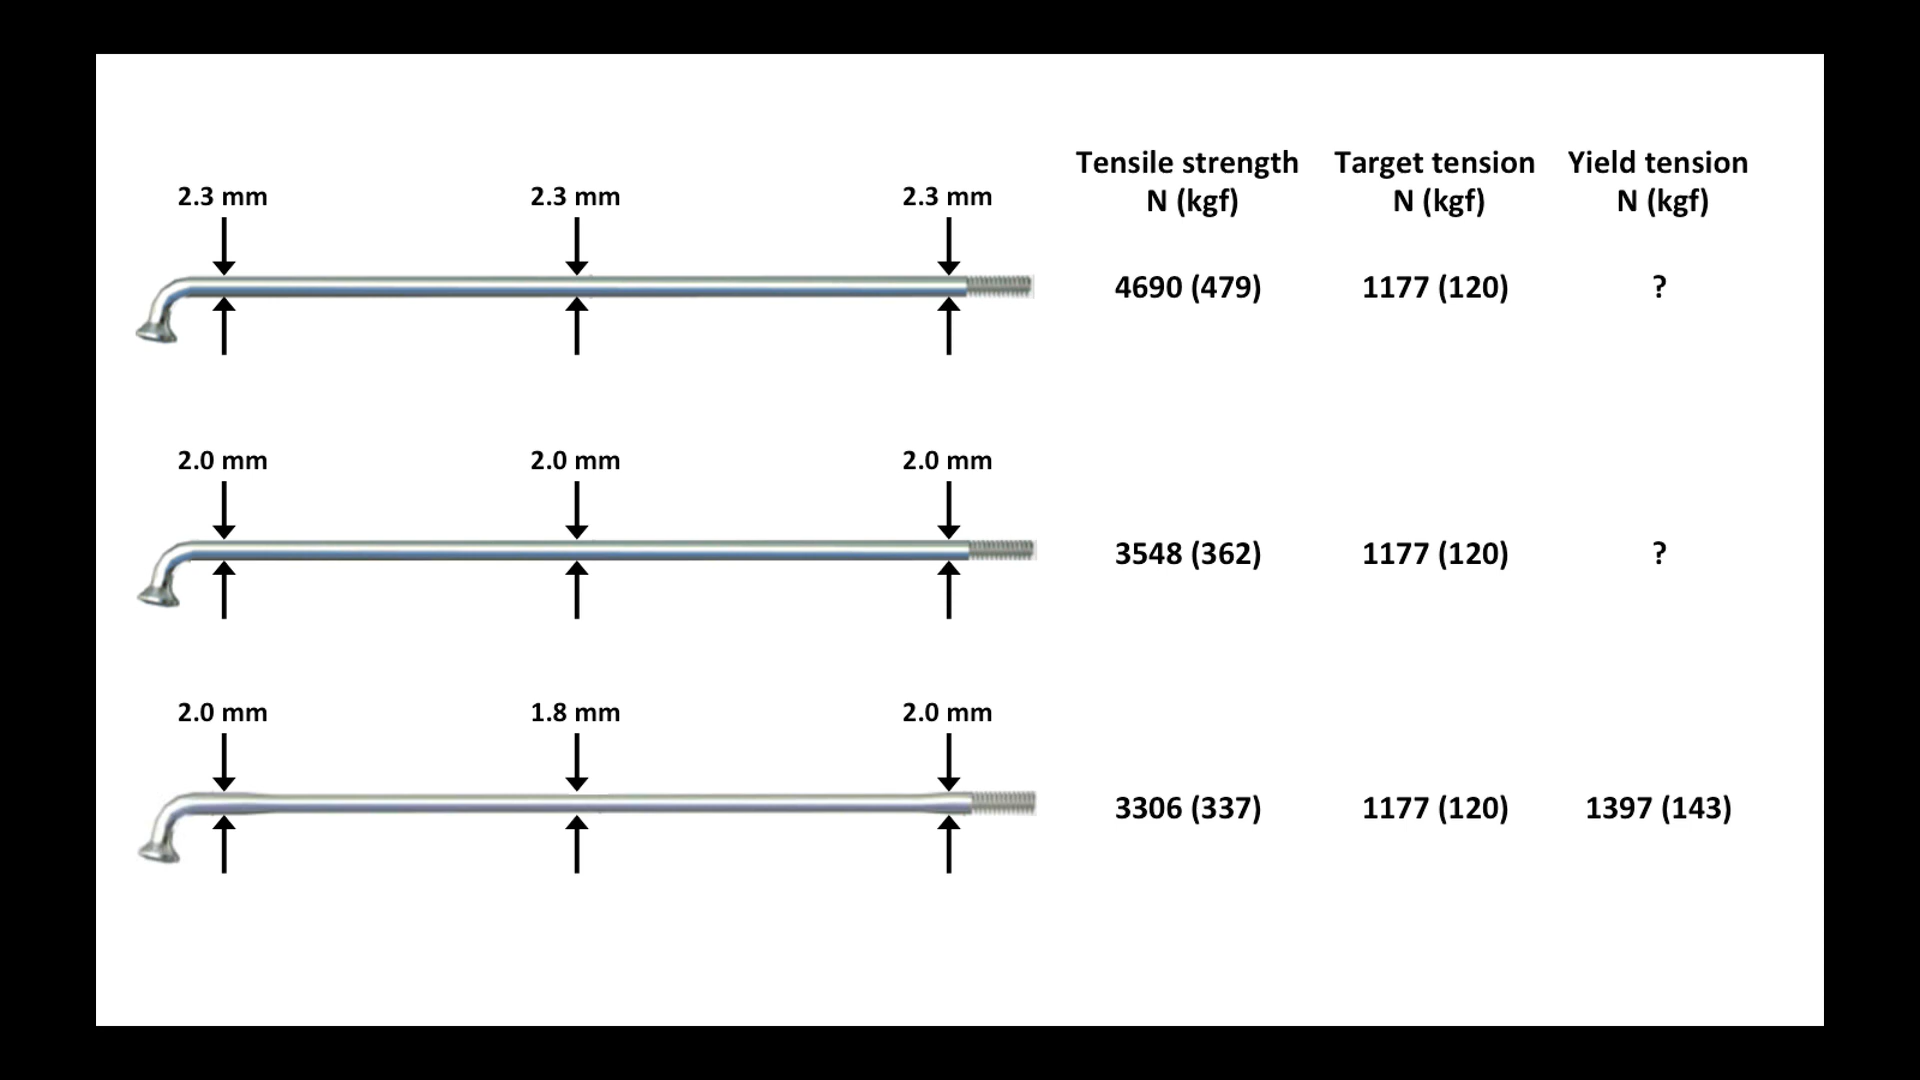 Tensile strength Target tension Yield tension
N (kgf) N (kgf) N (kgf)
2.3 mm 2.3 mm 2.3 mm
4690 (479) 1177 (120) ?
2.0 mm 2.0 mm 2.0 mm
3548 (362) 1177 (120) ?
2.0 mm 1.8 mm 2.0 mm
3306 (337) 1177 (120) 1397 (143)